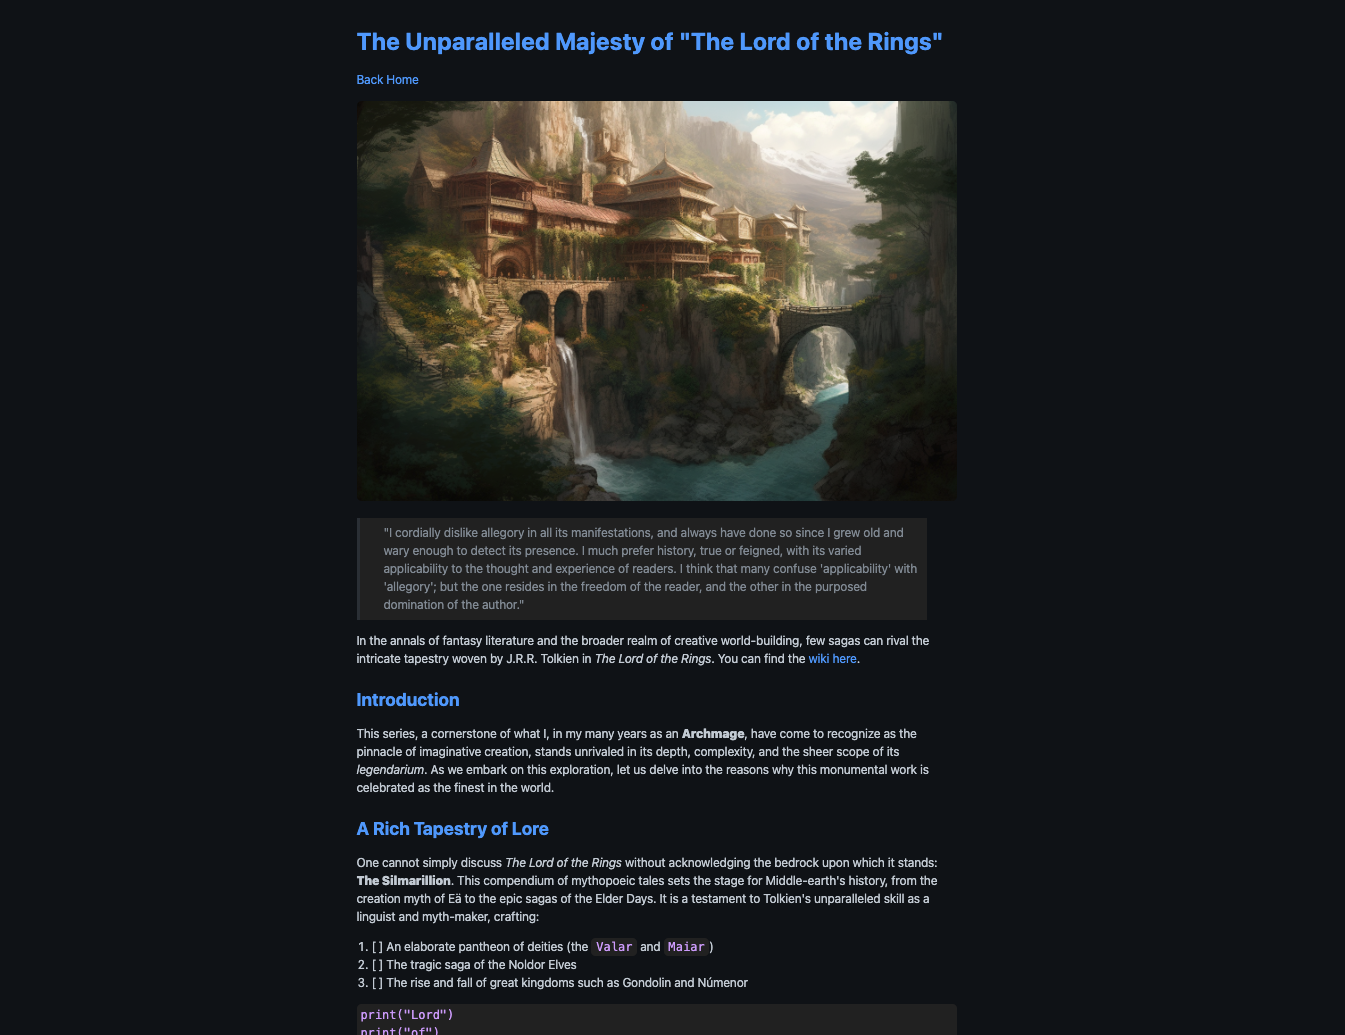 The Unparalleled Majesty of "The Lord of the Rings"
Back Home
"I cordially dislike allegory in all its manifestations, and always have done so since I grew old and
wary enough to detect its presence. I much prefer history, true or feigned, with its varied
applicability to the thought and experience of readers. I think that many confuse 'applicability' with
'allegory'; but the one resides in the freedom of the reader, and the other in the purposed
domination of the author."
In the annals of fantasy literature and the broader realm of creative world-building, few sagas can rival the
intricate tapestry woven by J.R.R. Tolkien in The Lord of the Rings. You can find the wiki here.
Introduction
This series, a cornerstone of what I, in my many years as an Archmage, have come to recognize as the
pinnacle of imaginative creation, stands unrivaled in its depth, complexity, and the sheer scope of its
legendarium. As we embark on this exploration, let us delve into the reasons why this monumental work is
celebrated as the finest in the world.
A Rich Tapestry of Lore
One cannot simply discuss The Lord of the Rings without acknowledging the bedrock upon which it stands:
The Silmarillion. This compendium of mythopoeic tales sets the stage for Middle-earth's history, from the
creation myth of Eä to the epic sagas of the Elder Days. It is a testament to Tolkien's unparalleled skill as a
linguist and myth-maker, crafting:
1. [ ] An elaborate pantheon of deities (the Valar and Maiar )
2. [ ] The tragic saga of the Noldor Elves
3. [ ] The rise and fall of great kingdoms such as Gondolin and Númenor
print("Lord")
print("of")